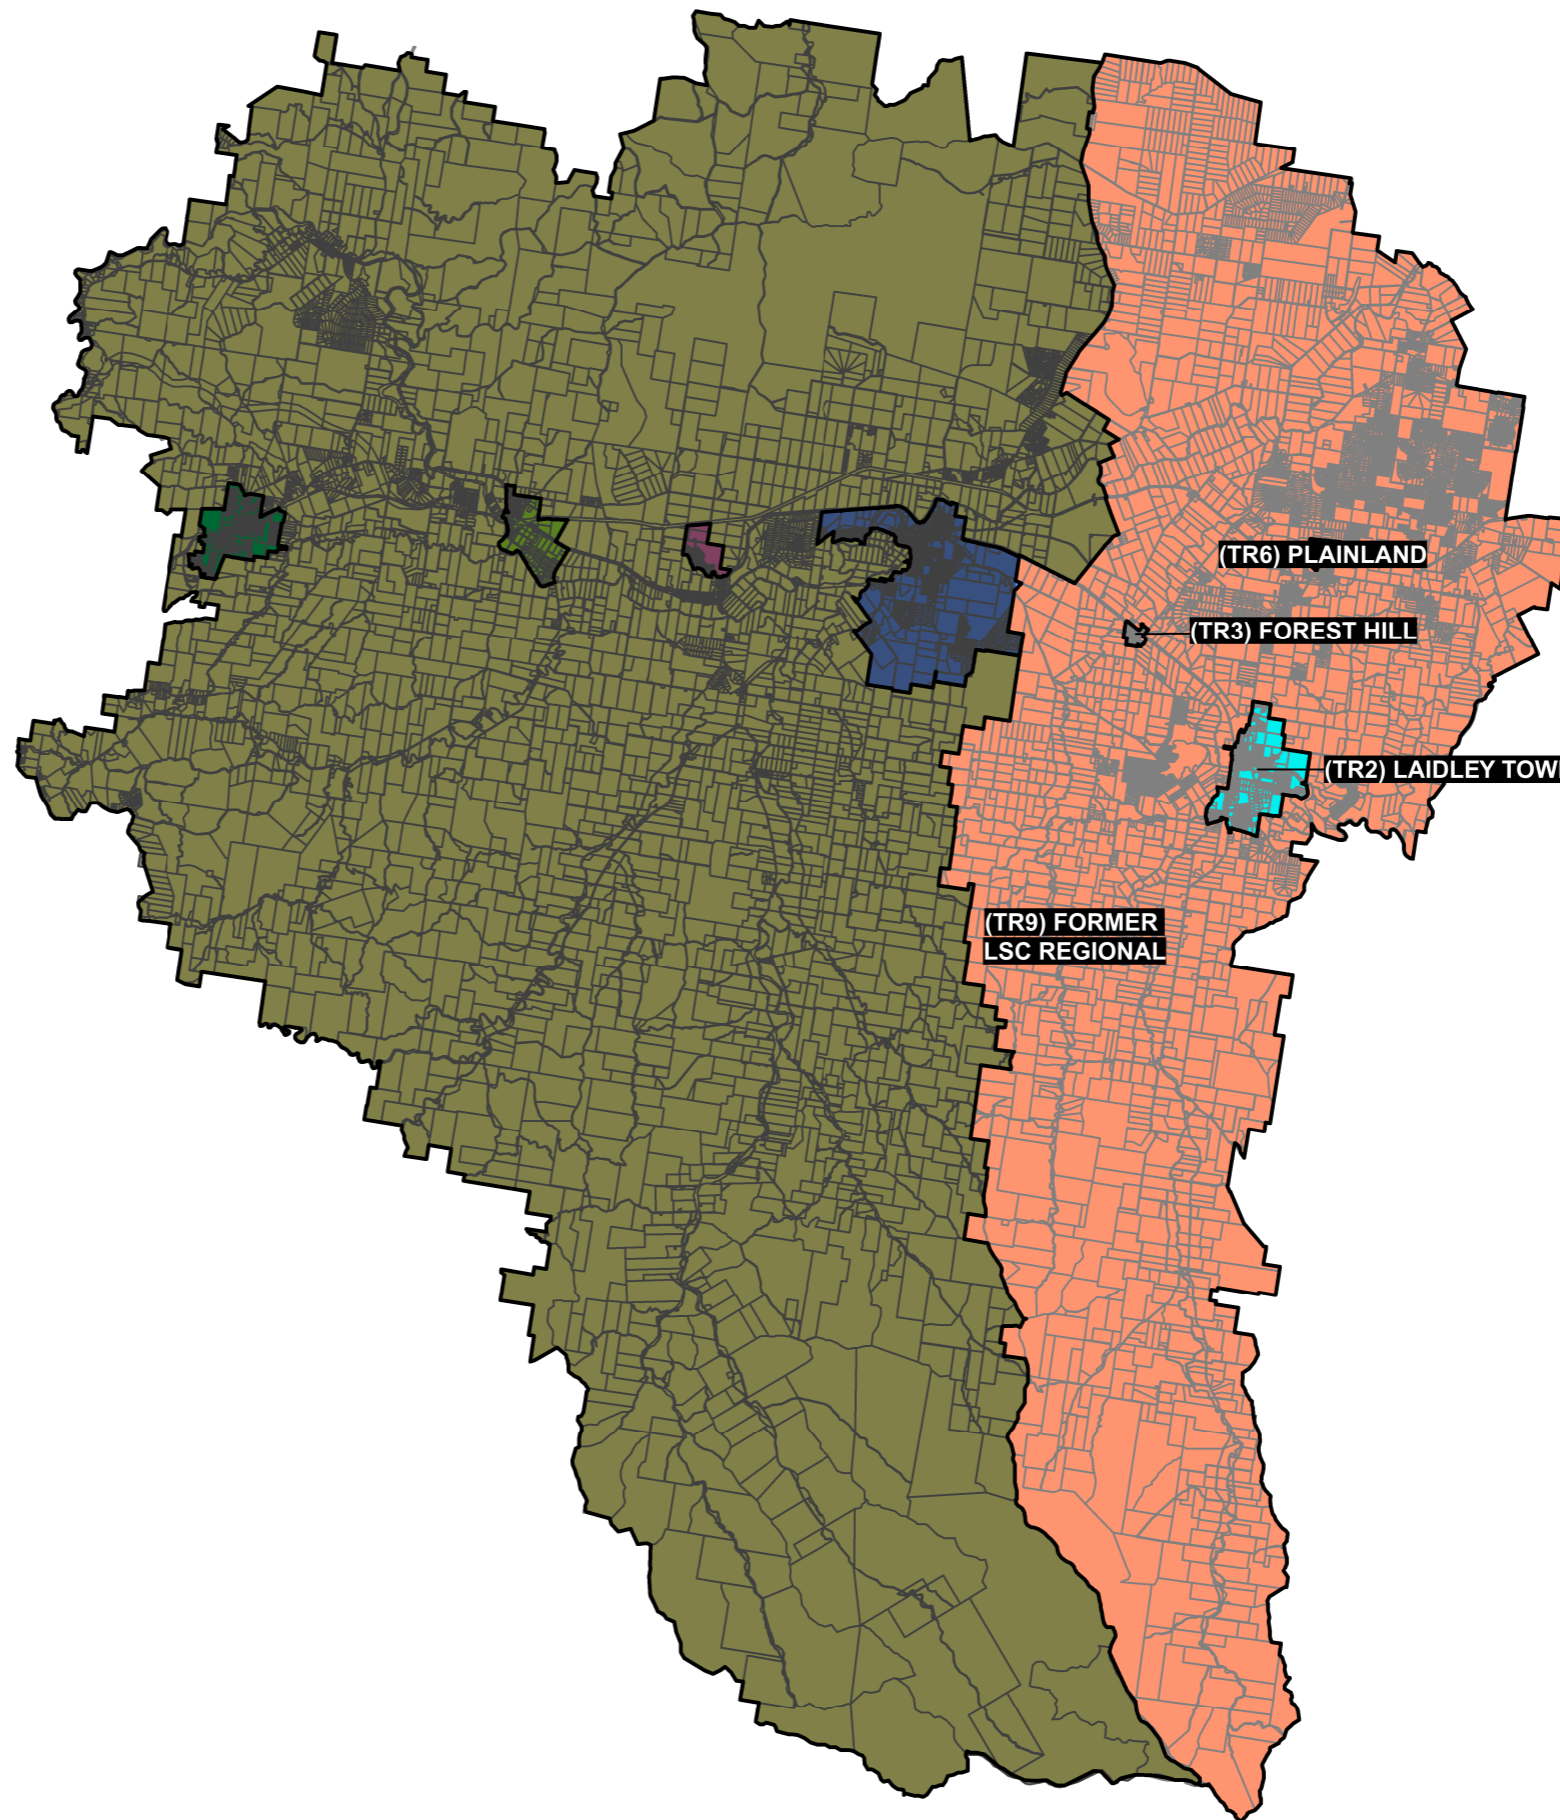 (TR6) PLAINLAND
(TR3) FOREST HILL
(TR2) LAIDLEY TOW
(TR9) FORMER
LSC REGIONAL